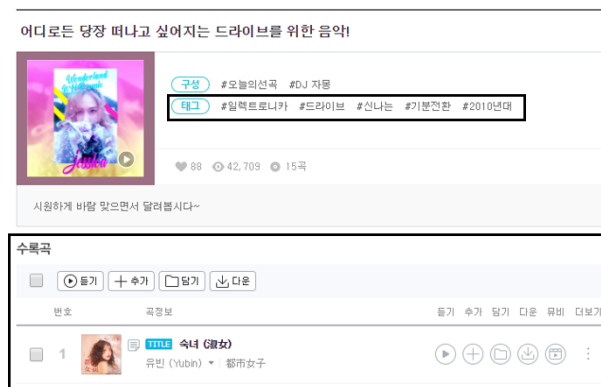 어디로든 당장 떠나고 싶어지는 드라이브를 위한 음악!
Wonderland
Jessica
구성 #오늘의선곡 #DJ 자몽
태그 #일렉트로니카 #드라이브 #신나는 #기분전환 #2010년대
88 42,709 15곡
시원하게 바람 맞으면서 달려봅시다~
수록곡
듣기 추가 담기 다운
번호 곡정보 듣기 추가 담기 다운 뮤비 더보기
1 TITLE 숙녀 (淑女)
유빈 (Yubin) 都市女子